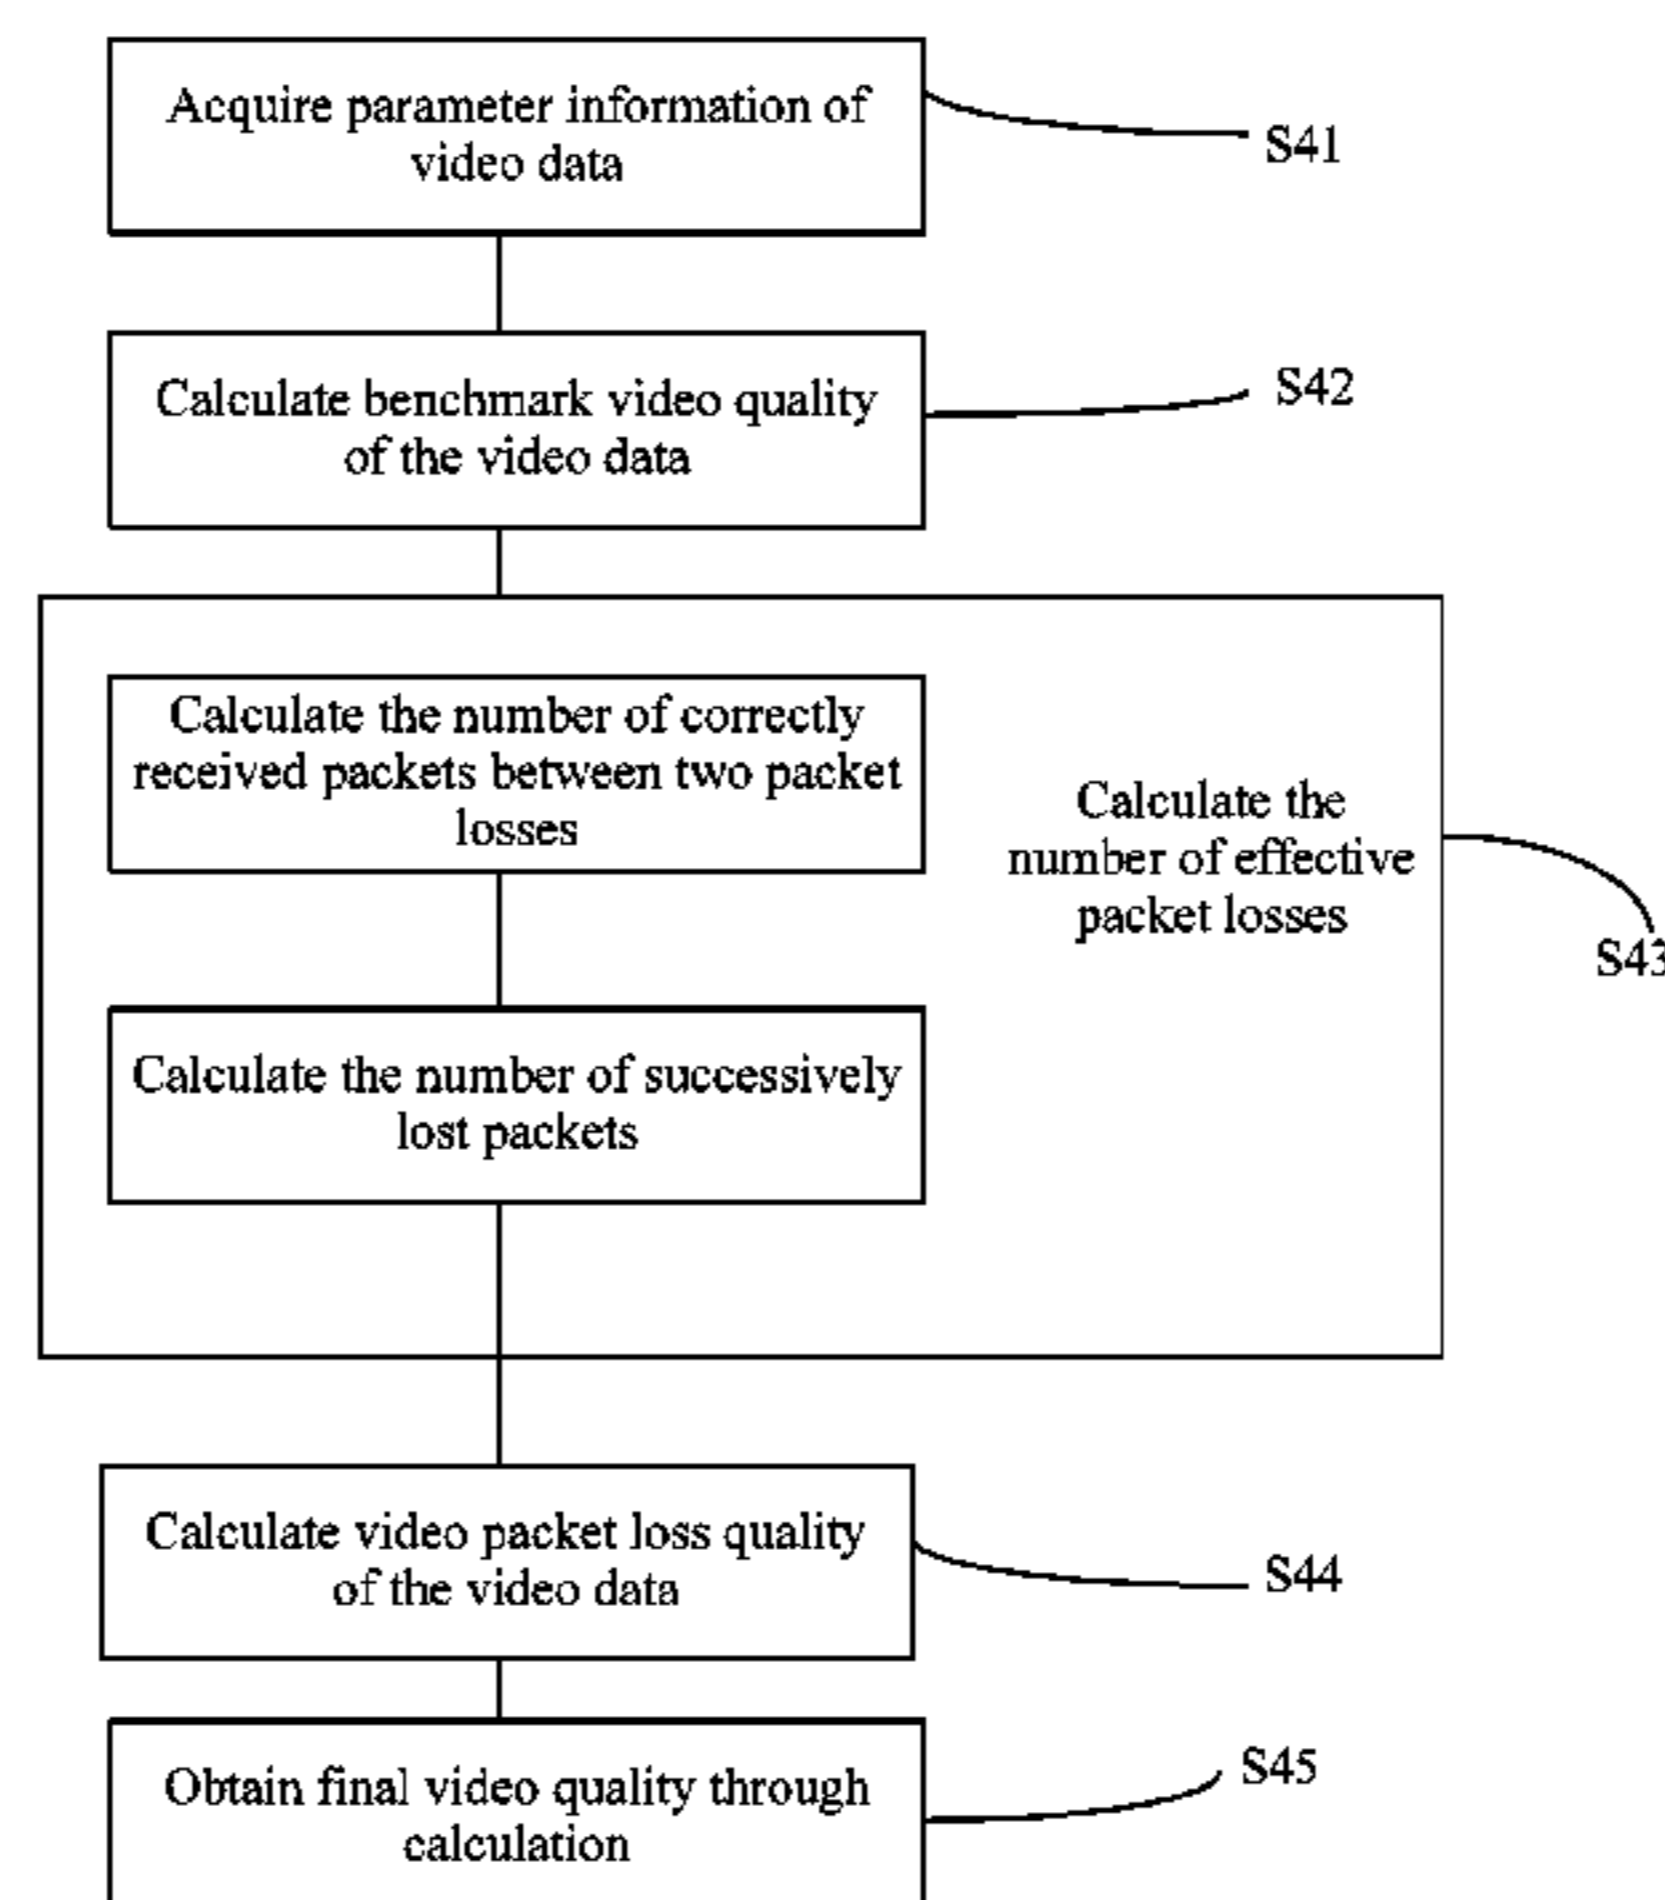 Acquire parameter information of
video data
S41
Calculate benchmark video quality
of the video data
S42
Calculate the number of correctly
received packets between two packet
losses
Calculate the
number of effective
packet losses
S43
Calculate the number of successively
lost packets
Calculate video packet loss quality
of the video data
S44
Obtain final video quality through
calculation
S45